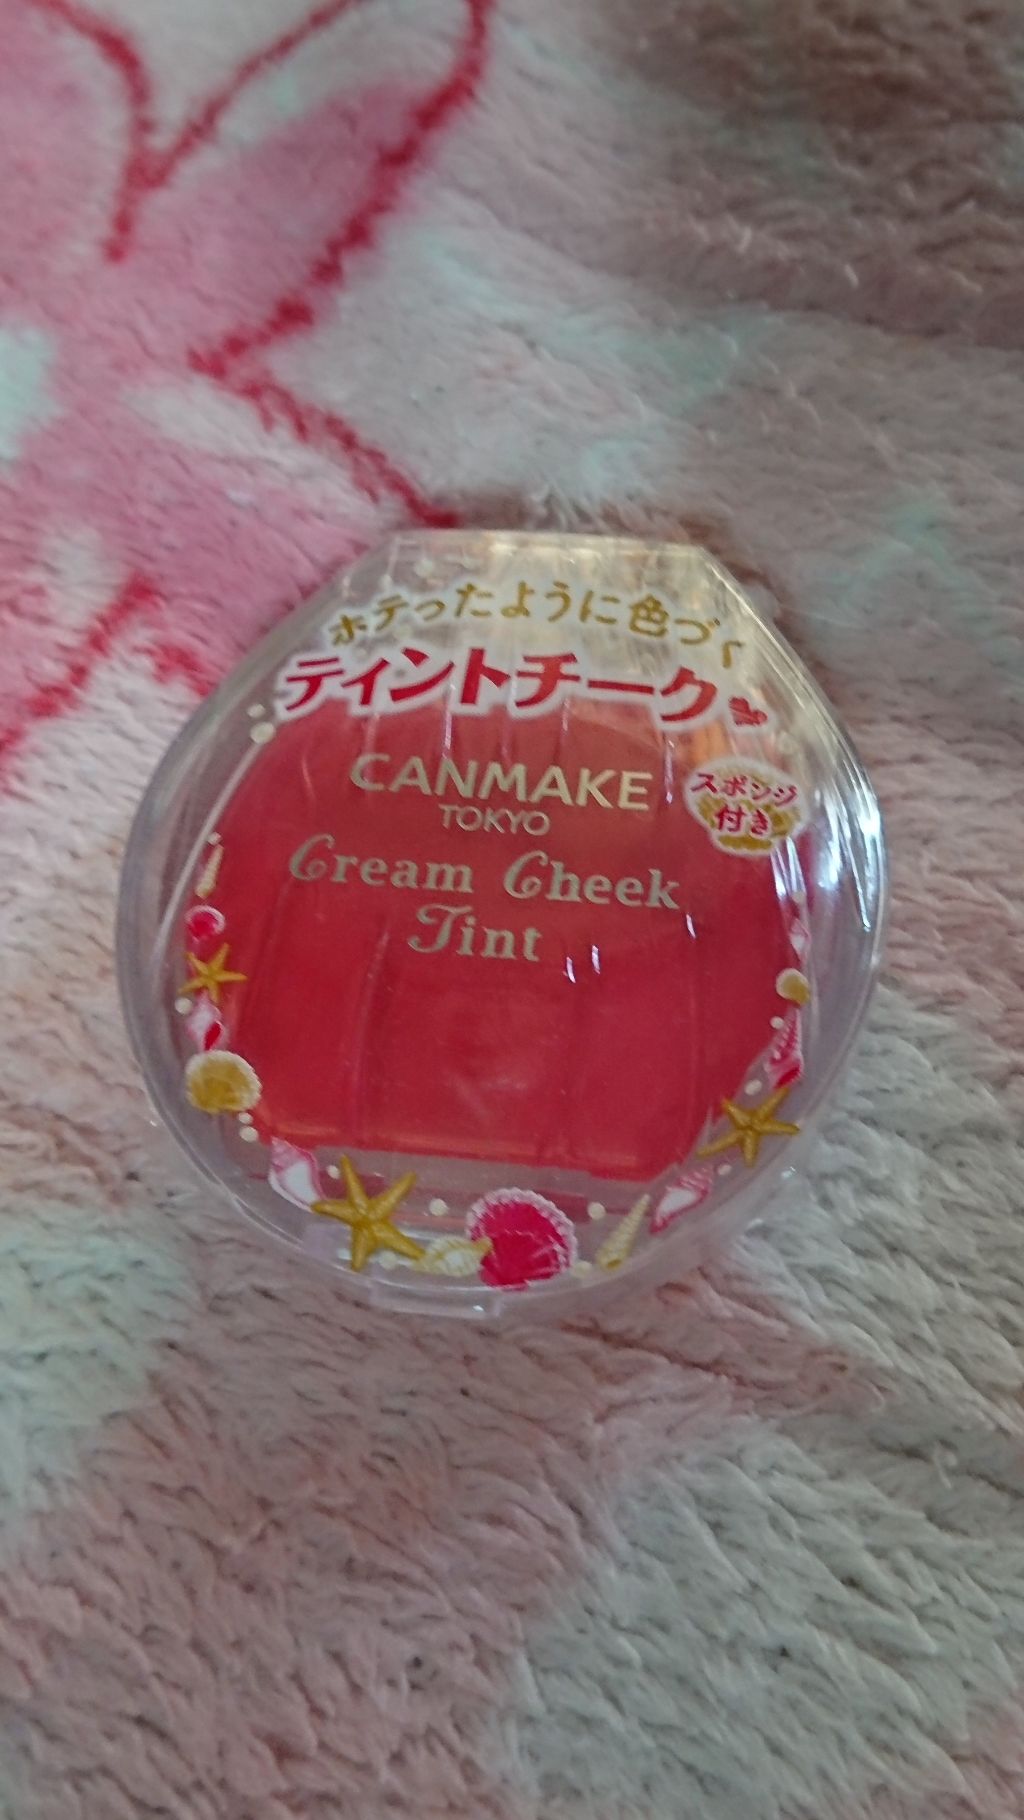 ホテったように色づく
ティントチーク
CANMAKE
TOKYO
Cream Cheek
Tint
スポンジ
付き